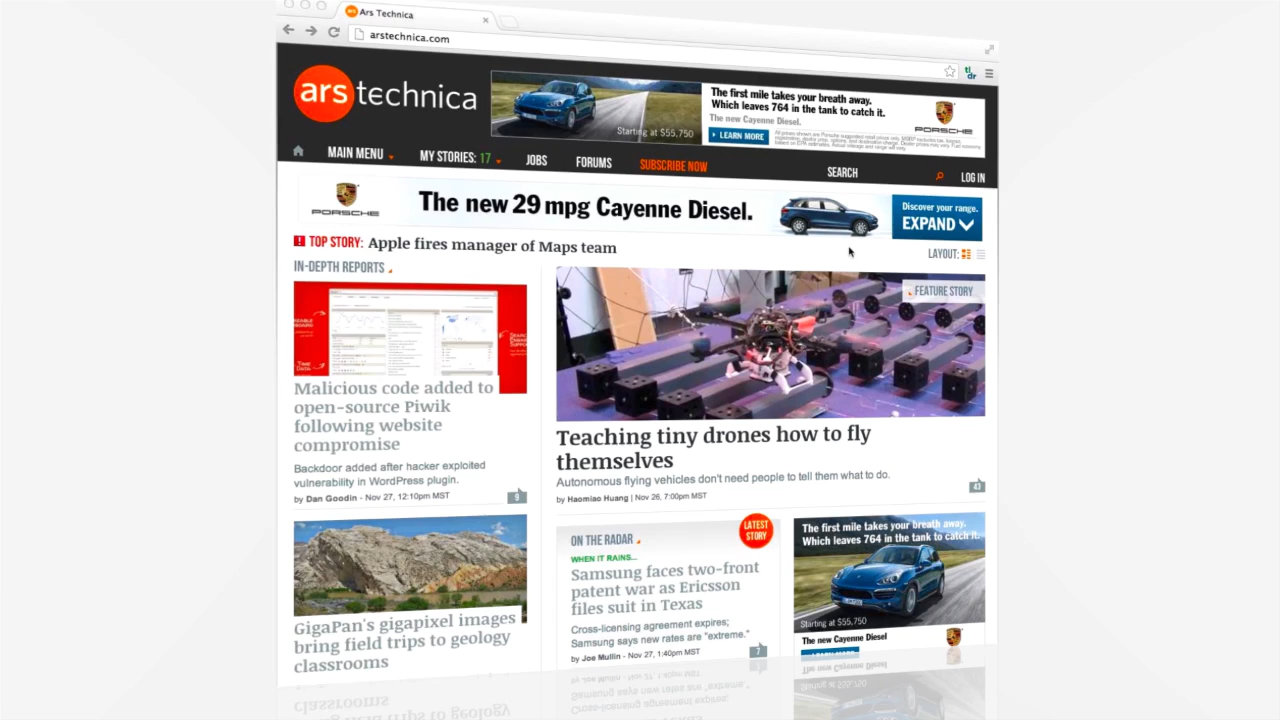 Ars Technica
arstechnica.com
tl;
dr
ars technica
Starting at $55,750
The first mile takes your breath away.
Which leaves 764 in the tank to catch it.
The new Cayenne Diesel.
LEARN MORE
PORSCHE
MAIN MENU
MY STORIES: 17
JOBS
FORUMS
SUBSCRIBE NOW
SEARCH
LOG IN
PORSCHE
The new 29 mpg Cayenne Diesel.
Discover your range.
EXPAND
TOP STORY: Apple fires manager of Maps team
LAYOUT:
IN-DEPTH REPORTS
Malicious code added to
open-source Piwik
following website
compromise
Backdoor added after hacker exploited
vulnerability in WordPress plugin.
by Dan Goodin - Nov 27, 12:10pm MST
9
GigaPan's gigapixel images
bring field trips to geology
classrooms
FEATURE STORY
Teaching tiny drones how to fly
themselves
Autonomous flying vehicles don't need people to tell them what to do.
by Haomiao Huang | Nov 26, 7:00pm MST
43
ON THE RADAR
LATEST
STORY
WHEN IT RAINS...
Samsung faces two-front
patent war as Ericsson
files suit in Texas
Cross-licensing agreement expires;
Samsung says new rates are "extreme."
by Joe Mullin - Nov 27, 1:40pm MST
7
The first mile takes your breath away.
Which leaves 764 in the tank to catch it.
Starting at $55,750
The new Cayenne Diesel